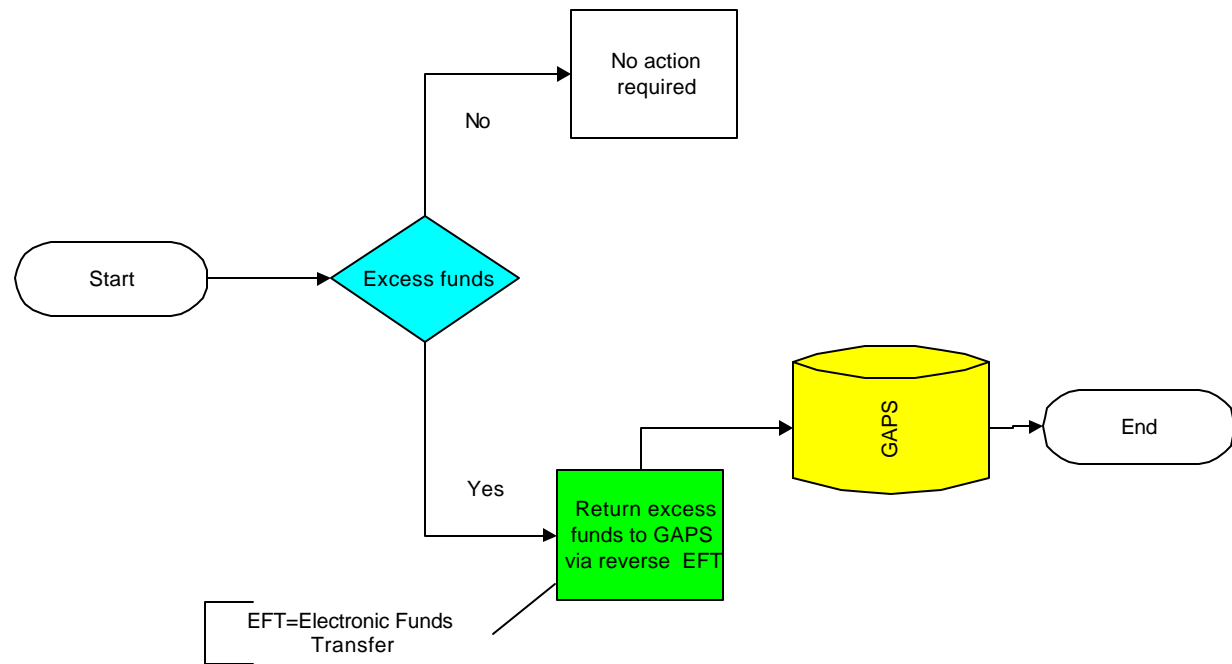 No action
required
No
Start
Excess funds
GAPS
End
Yes
Return excess
funds to GAPS
via reverse EFT
EFT=Electronic Funds
Transfer